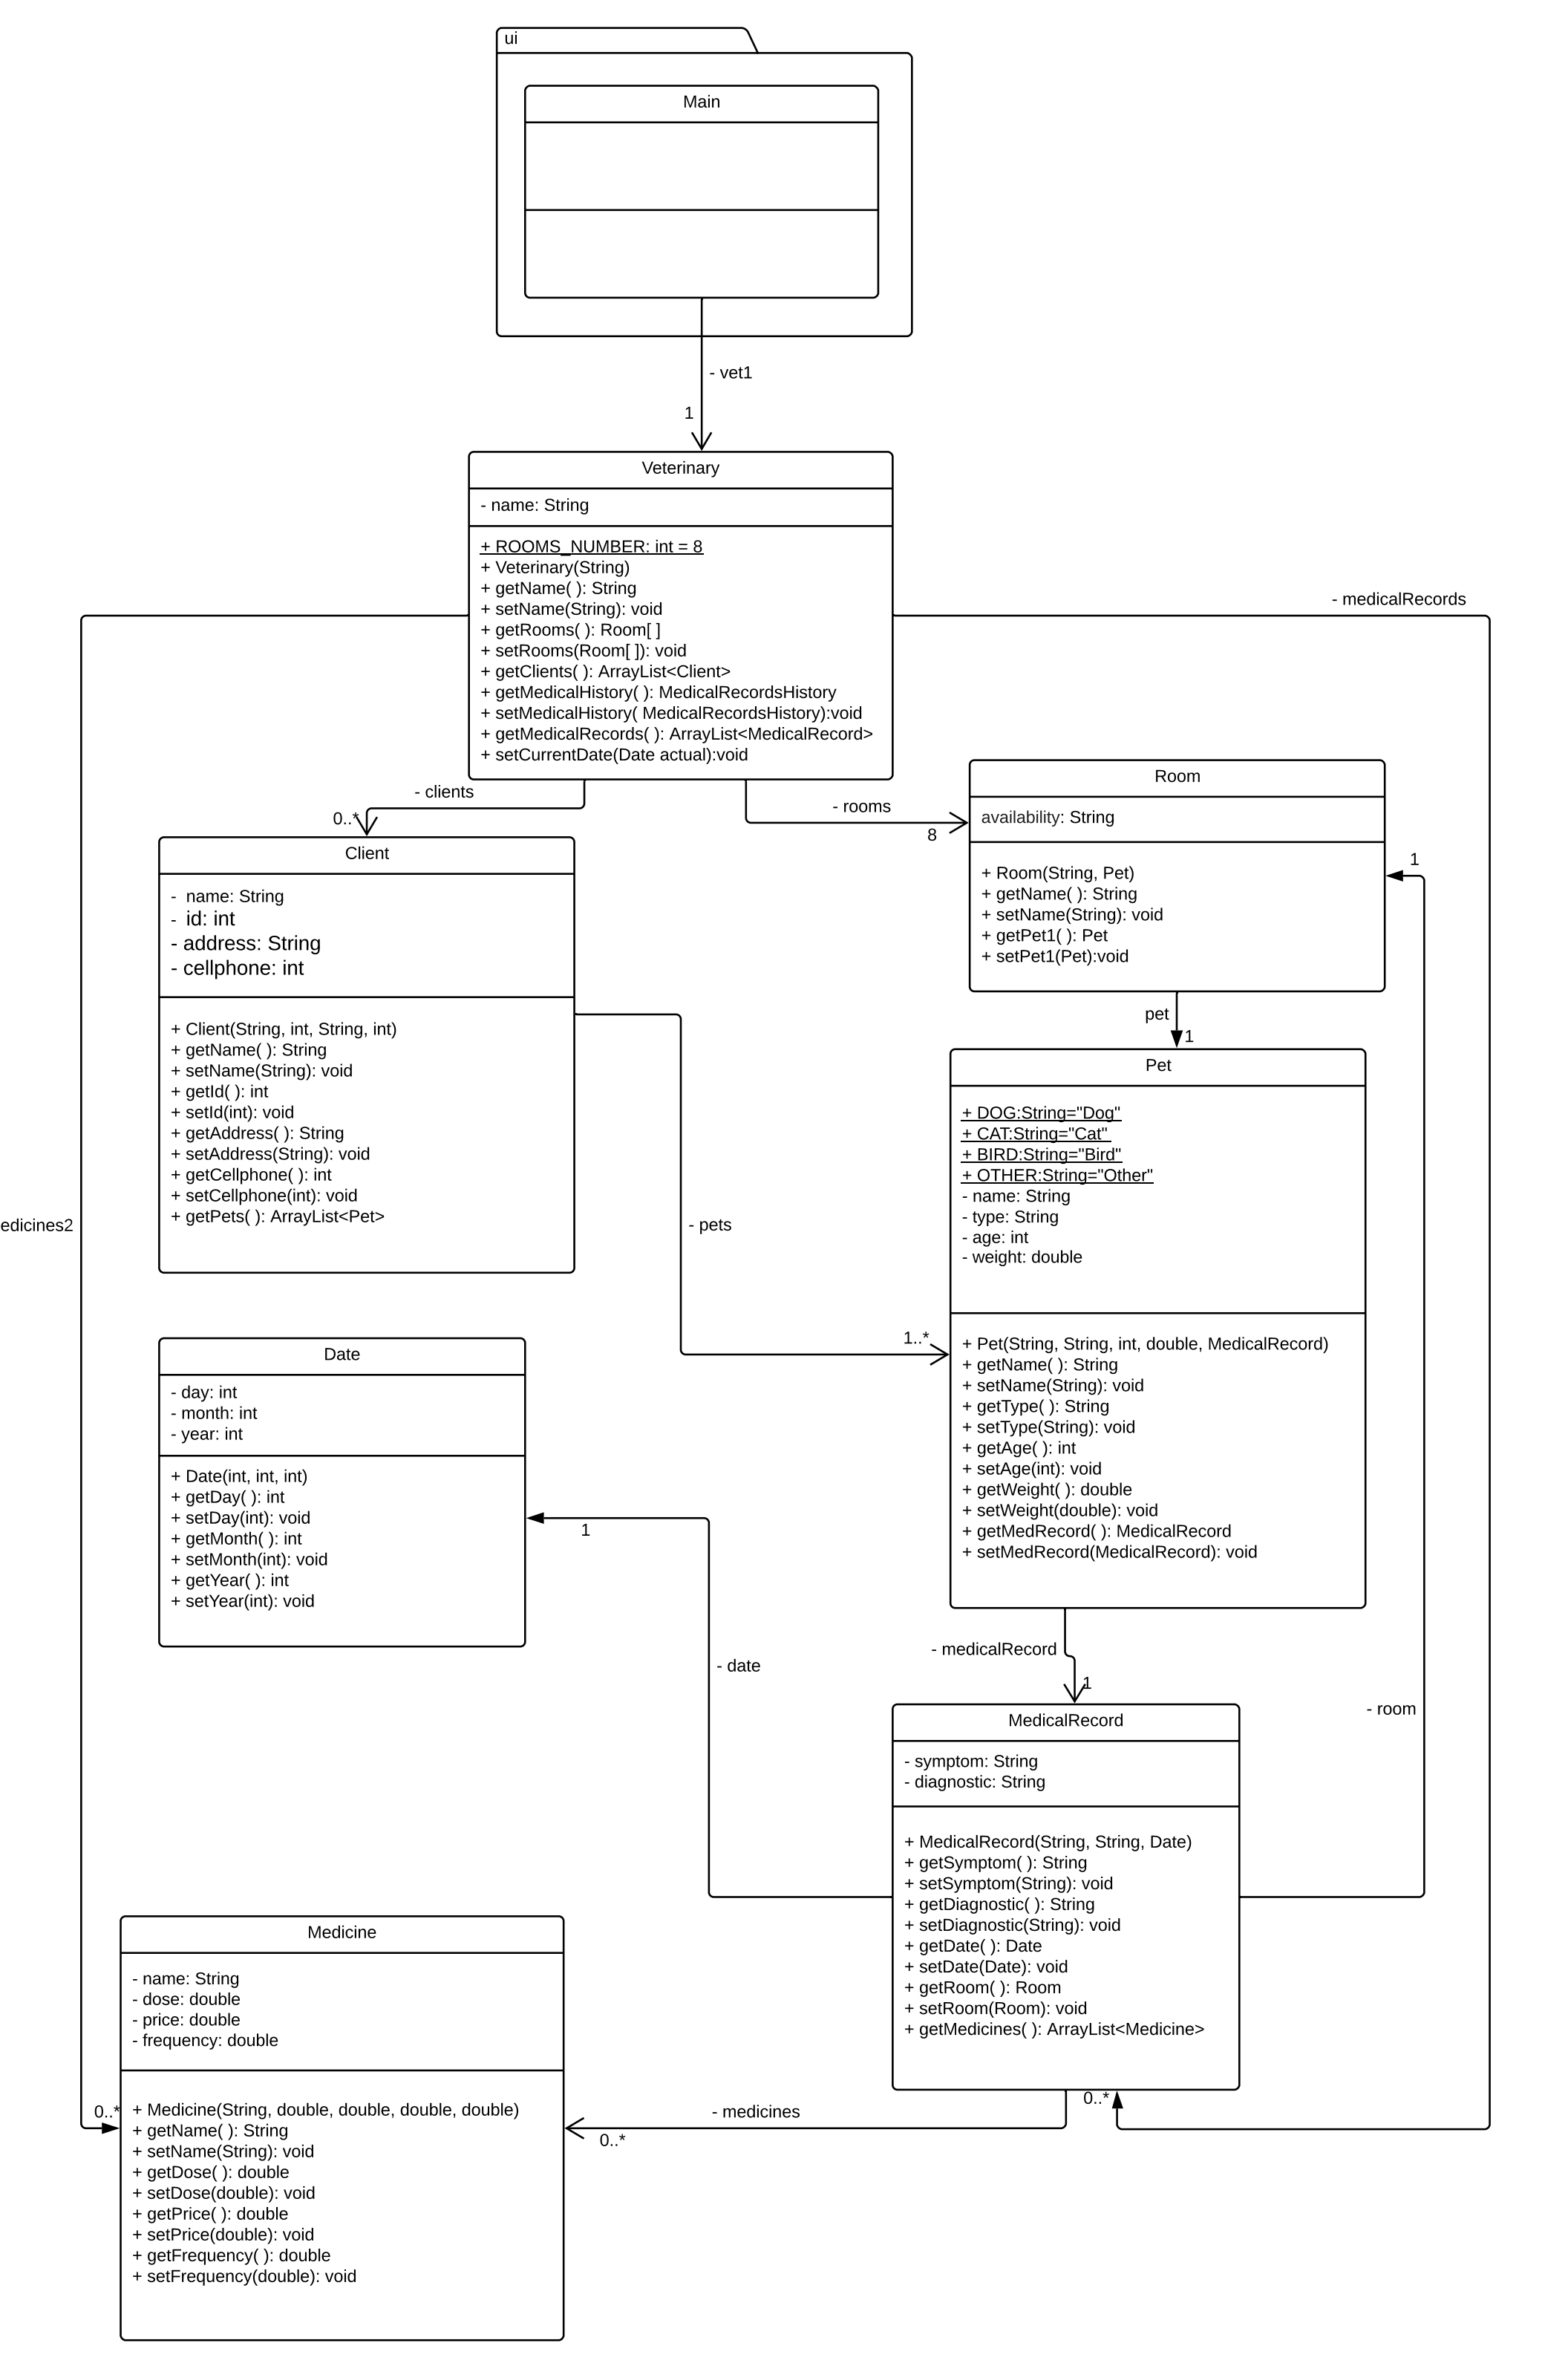 ui
Main
- vet1
1
Veterinary
- name: String
+ ROOMS_NUMBER: int = 8
+ Veterinary(String)
+ getName( ): String
+ setName(String): void
+ getRooms( ): Room[ ]
+ setRooms(Room[ ]): void
+ getClients( ): ArrayList<Client>
+ getMedicalHistory( ): MedicalRecordsHistory
+ setMedicalHistory( MedicalRecordsHistory):void
+ getMedicalRecords( ): ArrayList<MedicalRecord>
+ setCurrentDate(Date actual):void
- medicalRecords
- clients
0..*
- rooms
8
Room
availability: String
+ Room(String, Pet)
+ getName( ): String
+ setName(String): void
+ getPet1( ): Pet
+ setPet1(Pet):void
1
pet
1
Client
-  name: String
-  id: int
- address: String
- cellphone: int
+ Client(String, int, String, int)
+ getName( ): String
+ setName(String): void
+ getId( ): int
+ setId(int): void
+ getAddress( ): String
+ setAddress(String): void
+ getCellphone( ): int
+ setCellphone(int): void
+ getPets( ): ArrayList<Pet>
edicines2
- pets
1..*
Pet
+ DOG:String="Dog"
+ CAT:String="Cat"
+ BIRD:String="Bird"
+ OTHER:String="Other"
- name: String
- type: String
- age: int
- weight: double
+ Pet(String, String, int, double, MedicalRecord)
+ getName( ): String
+ setName(String): void
+ getType( ): String
+ setType(String): void
+ getAge( ): int
+ setAge(int): void
+ getWeight( ): double
+ setWeight(double): void
+ getMedRecord( ): MedicalRecord
+ setMedRecord(MedicalRecord): void
Date
- day: int
- month: int
- year: int
+ Date(int, int, int)
+ getDay( ): int
+ setDay(int): void
+ getMonth( ): int
+ setMonth(int): void
+ getYear( ): int
+ setYear(int): void
1
- date
- medicalRecord
1
- room
MedicalRecord
- symptom: String
- diagnostic: String
+ MedicalRecord(String, String, Date)
+ getSymptom( ): String
+ setSymptom(String): void
+ getDiagnostic( ): String
+ setDiagnostic(String): void
+ getDate( ): Date
+ setDate(Date): void
+ getRoom( ): Room
+ setRoom(Room): void
+ getMedicines( ): ArrayList<Medicine>
0..*
- medicines
0..*
0..*
Medicine
- name: String
- dose: double
- price: double
- frequency: double
+ Medicine(String, double, double, double, double)
+ getName( ): String
+ setName(String): void
+ getDose( ): double
+ setDose(double): void
+ getPrice( ): double
+ setPrice(double): void
+ getFrequency( ): double
+ setFrequency(double): void